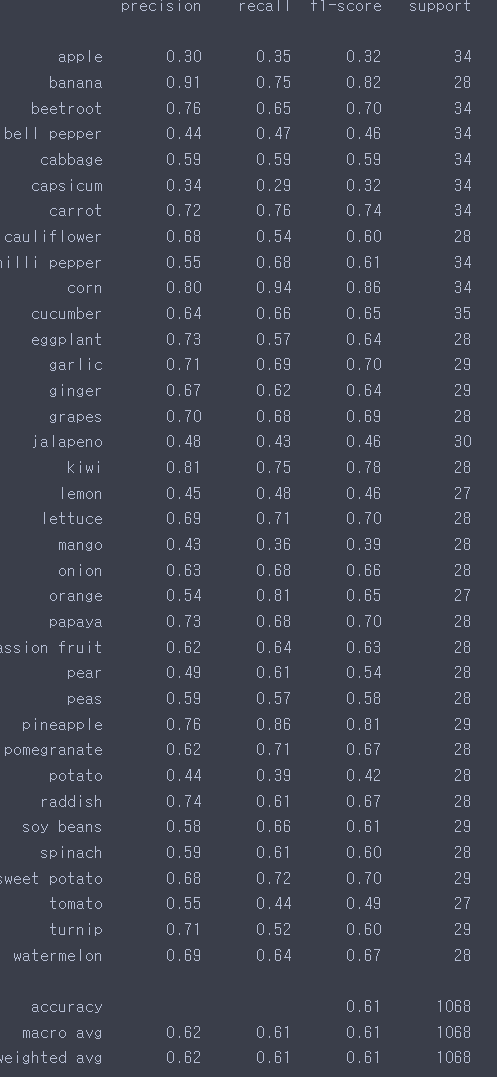 precision recall f1-score support
apple 0.30 0.35 0.32 34
banana 0.91 0.75 0.82 28
beetroot 0.76 0.65 0.70 34
bell pepper 0.44 0.47 0.46 34
cabbage 0.59 0.59 0.59 34
capsicum 0.34 0.29 0.32 34
carrot 0.72 0.76 0.74 34
cauliflower 0.68 0.54 0.60 28
hilli pepper 0.55 0.68 0.61 34
corn 0.80 0.94 0.86 34
cucumber 0.64 0.66 0.65 35
eggplant 0.73 0.57 0.64 28
garlic 0.71 0.69 0.70 29
ginger 0.67 0.62 0.64 29
grapes 0.70 0.68 0.69 28
jalapeno 0.48 0.43 0.46 30
kiwi 0.81 0.75 0.78 28
lemon 0.45 0.48 0.46 27
lettuce 0.69 0.71 0.70 28
mango 0.43 0.36 0.39 28
onion 0.63 0.68 0.66 28
orange 0.54 0.81 0.65 27
papaya 0.73 0.68 0.70 28
assion fruit 0.62 0.64 0.63 28
pear 0.49 0.61 0.54 28
peas 0.59 0.57 0.58 28
pineapple 0.76 0.86 0.81 29
pomegranate 0.62 0.71 0.67 28
potato 0.44 0.39 0.42 28
raddish 0.74 0.61 0.67 28
soy beans 0.58 0.66 0.61 29
spinach 0.59 0.61 0.60 28
sweet potato 0.68 0.72 0.70 29
tomato 0.55 0.44 0.49 27
turnip 0.71 0.52 0.60 29
watermelon 0.69 0.64 0.67 28
accuracy 0.61 1068
macro avg 0.62 0.61 0.61 1068
weighted avg 0.62 0.61 0.61 1068